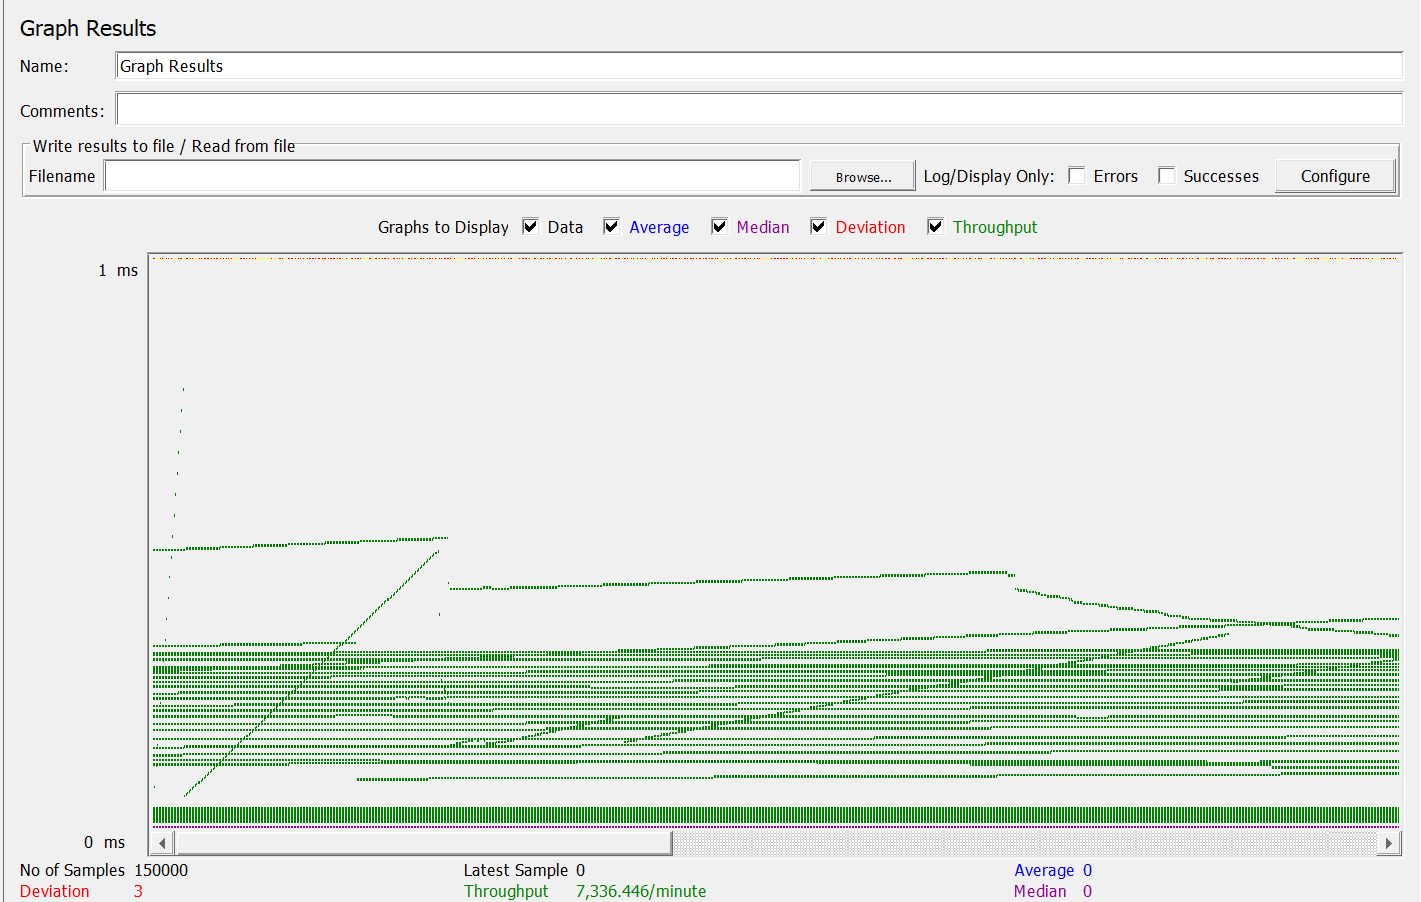 Graph Results
Name: Graph Results
Comments:
Write results to file / Read from file
Filename Browse... Log/Display Only: Errors Successes Configure
Graphs to Display Data Average Median Deviation Throughput
1 ms
0 ms
No of Samples 150000 Latest Sample 0 Average 0
Deviation 3 Throughput 7,336.446/minute Median 0